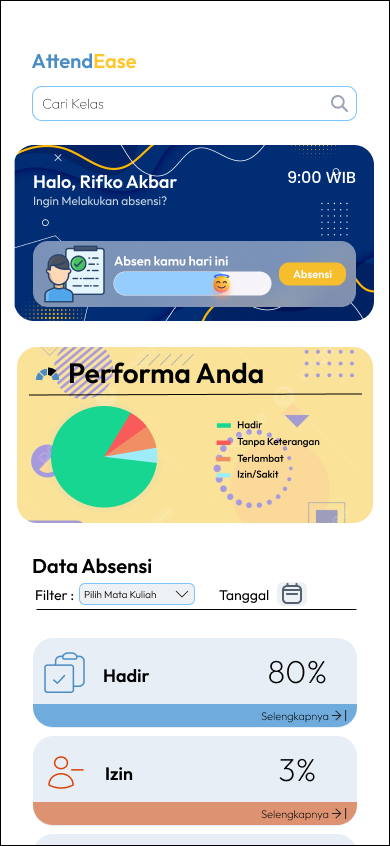 AttendEase
Cari Kelas
9:00 WIB
Halo, Rifko Akbar
Ingin Melakukan absensi?
Absen kamu hari ini
Absensi
Performa Anda
Hadir
Tanpa Keterangan
Terlambat
Izin/Sakit
Data Absensi
Filter : Pilih Mata Kuliah Tanggal
Hadir 80%
Selengkapnya →|
Izin 3%
Selengkapnya →|